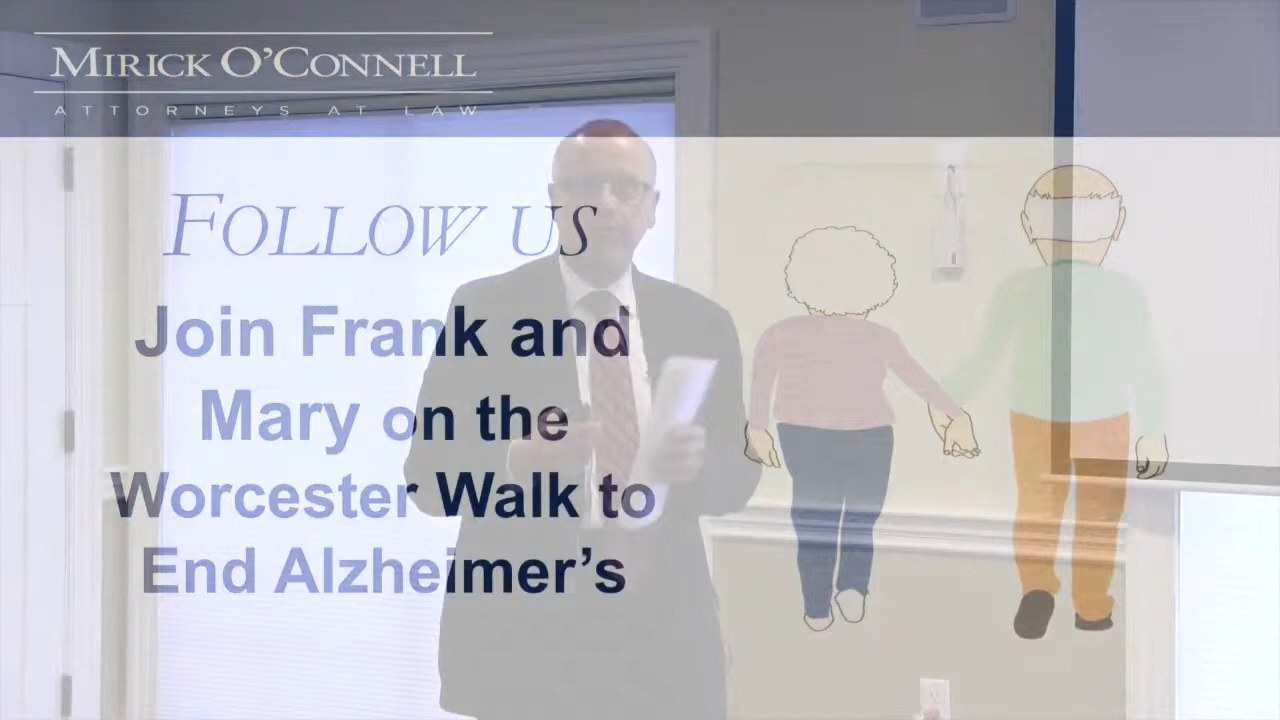 MIRICK O'CONNELL
ATTORNEYS AT LAW
FOLLOW US
Join Frank and
Mary on the
Worcester Walk to
End Alzheimer's